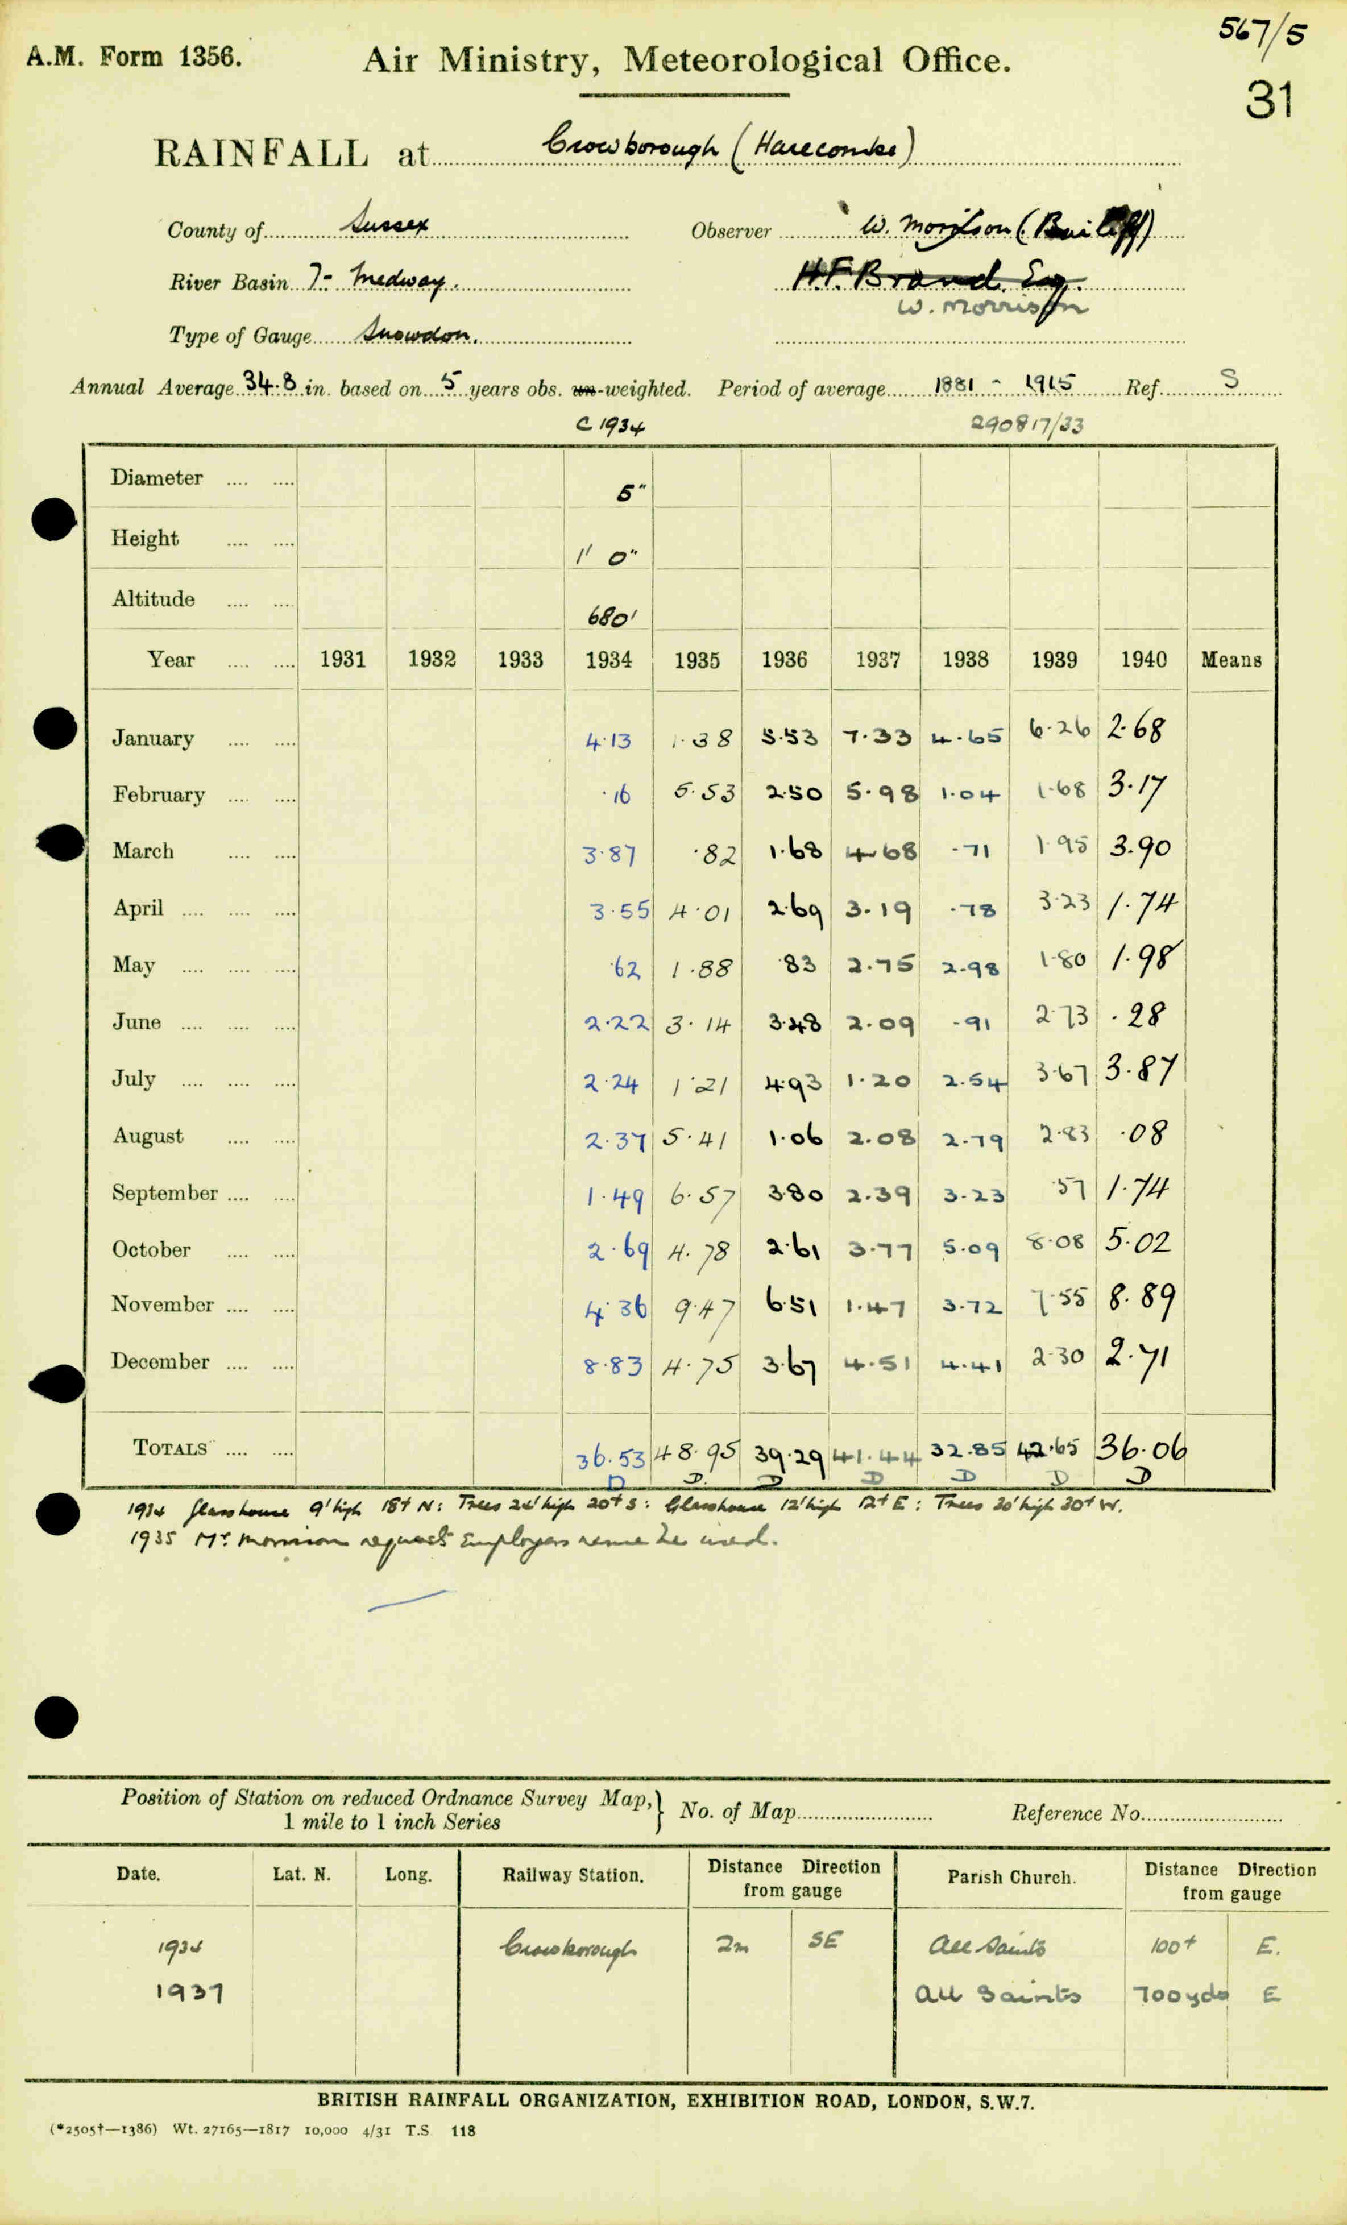 567/5
A.M. Form 1356. Air Ministry, Meteorological Office.
31
RAINFALL at Crowborough (Harecombe)
County of Sussex Observer W. Morrison (Bailiff)
River Basin 7- Medway. H.F. Brand. Esq.
W. Morrison
Type of Gauge Snowdon.
Annual Average 34.8 in. based on 5 years obs. un-weighted. Period of average 1881 - 1915 Ref. S
C 1934 290817/33
Diameter .... .... 5"
Height .... .... 1' 0"
Altitude .... .... 680'
Year .... .... 1931 1932 1933 1934 1935 1936 1937 1938 1939 1940 Means
January .... .... 4.13 1.38 5.53 7.33 4.65 6.26 2.68
February .... .... .16 5.53 2.50 5.98 1.04 1.68 3.17
March .... .... 3.87 .82 1.68 4.68 .71 1.95 3.90
April .... .... .... 3.55 4.01 2.69 3.19 .78 3.23 1.74
May .... .... .... .62 1.88 .83 2.75 2.98 1.80 1.98
June .... .... .... 2.22 3.14 3.48 2.09 .91 2.73 .28
July .... .... .... 2.24 1.21 4.93 1.20 2.54 3.67 3.87
August .... .... 2.37 5.41 1.06 2.08 2.79 2.83 .08
September .... .... 1.49 6.57 3.80 2.39 3.23 .57 1.74
October .... .... 2.69 4.78 2.61 3.77 5.09 8.08 5.02
November .... .... 4.36 9.47 6.51 1.47 3.72 7.55 8.89
December .... .... 8.83 4.75 3.67 4.51 4.41 2.30 2.71
TOTALS .... .... 36.53 48.95 39.29 41.44 32.85 42.65 36.06
D D. D D D D D
1934 Glasshouse 9' high 18+ N: Trees 24' high 20+ S: Glasshouse 12' high 12+ E: Trees 30' high 30+ W.
1935 Mr. Morrison requests employers name be used.
Position of Station on reduced Ordnance Survey Map, 1 mile to 1 inch Series } No. of Map Reference No.
Date. Lat. N. Long. Railway Station. Distance Direction from gauge Parish Church. Distance Direction from gauge
1934 Crowborough 2m SE All Saints 100+ E.
1937 All Saints 700yds E
BRITISH RAINFALL ORGANIZATION, EXHIBITION ROAD, LONDON, S.W.7.
(*2505†—1386) Wt. 27165—1817 10,000 4/31 T.S. 118